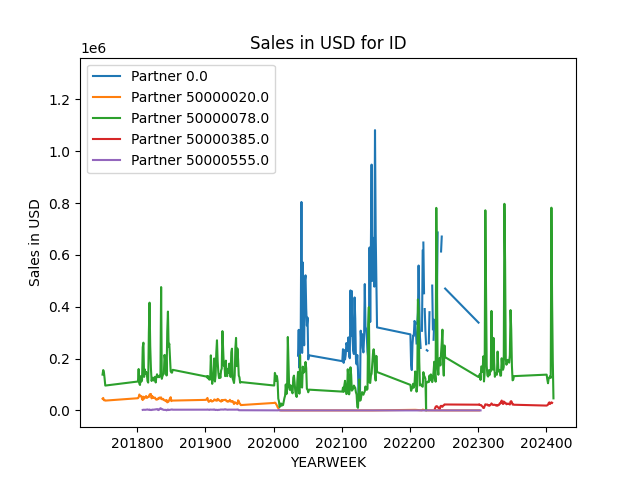 Sales in USD for ID
1e6
Partner 0.0
Partner 50000020.0
Partner 50000078.0
Partner 50000385.0
Partner 50000555.0
1.2
1.0
0.8
0.6
0.4
0.2
0.0
Sales in USD
201800 201900 202000 202100 202200 202300 202400
YEARWEEK